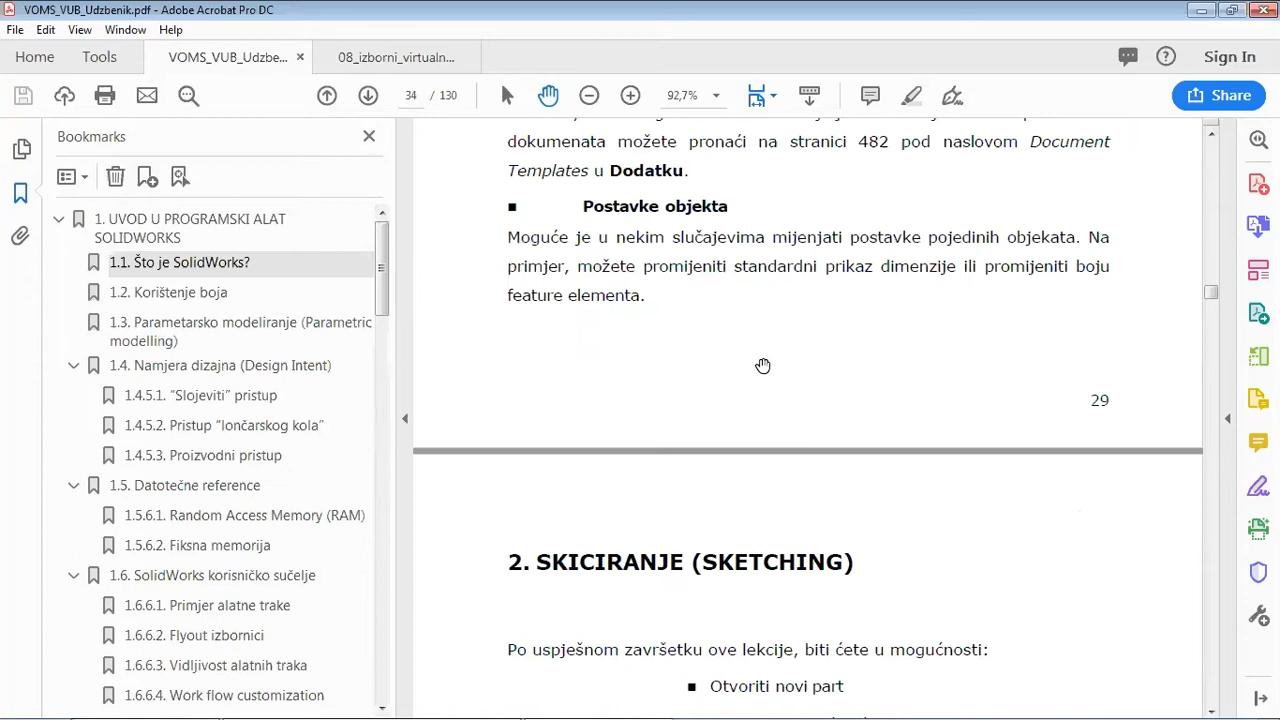 VOMS_VUB_Udzbenik.pdf - Adobe Acrobat Pro DC
File Edit View Window Help
Home Tools VOMS_VUB_Udzbe... × 08_izborni_virtualn... Sign In
34 / 130 92,7% Share
Bookmarks
1. UVOD U PROGRAMSKI ALAT
SOLIDWORKS
1.1. Što je SolidWorks?
1.2. Korištenje boja
1.3. Parametarsko modeliranje (Parametric
modelling)
1.4. Namjera dizajna (Design Intent)
1.4.5.1. “Slojeviti” pristup
1.4.5.2. Pristup “lončarskog kola”
1.4.5.3. Proizvodni pristup
1.5. Datotečne reference
1.5.6.1. Random Access Memory (RAM)
1.5.6.2. Fiksna memorija
1.6. SolidWorks korisničko sučelje
1.6.6.1. Primjer alatne trake
1.6.6.2. Flyout izbornici
1.6.6.3. Vidljivost alatnih traka
1.6.6.4. Work flow customization
dokumenata možete pronaći na stranici 482 pod naslovom Document
Templates u Dodatku.
■ Postavke objekta
Moguće je u nekim slučajevima mijenjati postavke pojedinih objekata. Na
primjer, možete promijeniti standardni prikaz dimenzije ili promijeniti boju
feature elementa.
29
2. SKICIRANJE (SKETCHING)
Po uspješnom završetku ove lekcije, biti ćete u mogućnosti:
■ Otvoriti novi part